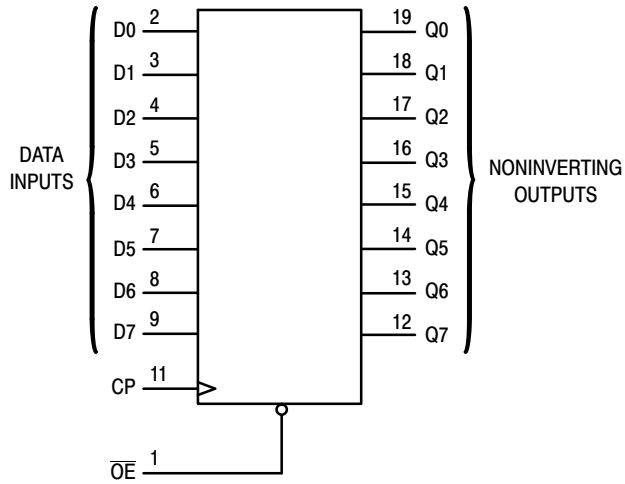 D0 2 19 Q0
D1 3 18 Q1
D2 4 17 Q2
D3 5 16 Q3
DATA
INPUTS
NONINVERTING
OUTPUTS
D4 6 15 Q4
D5 7 14 Q5
D6 8 13 Q6
D7 9 12 Q7
CP 11
O̅E̅ 1